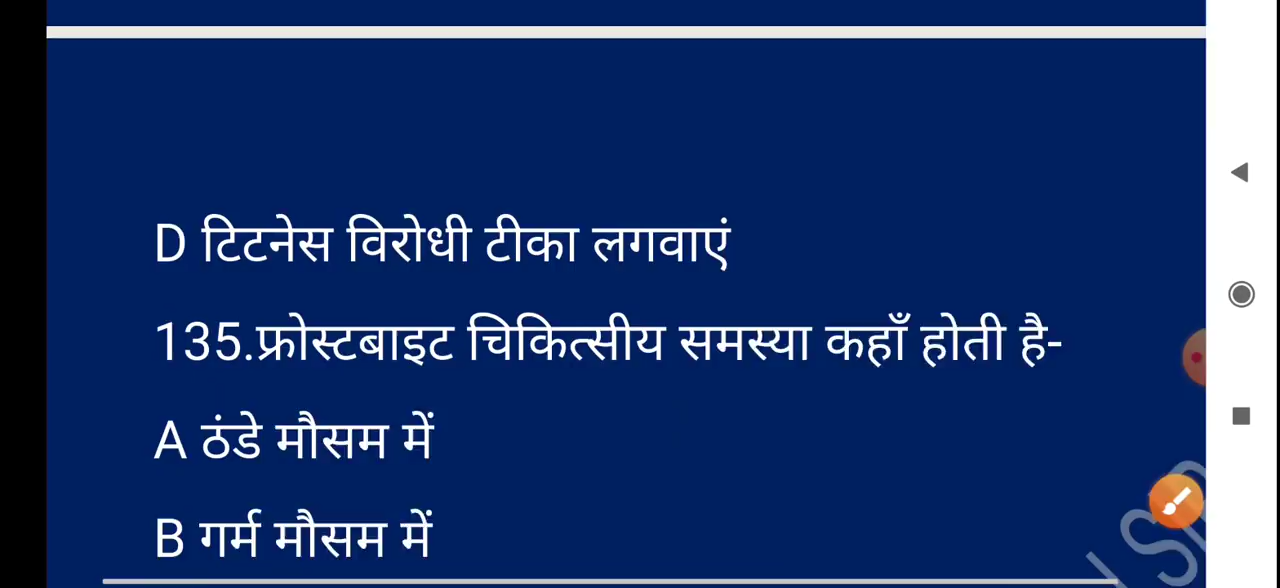 D टिटनेस विरोधी टीका लगवाएं
135.फ्रोस्टबाइट चिकित्सीय समस्या कहाँ होती है-
A ठंडे मौसम में
B गर्म मौसम में